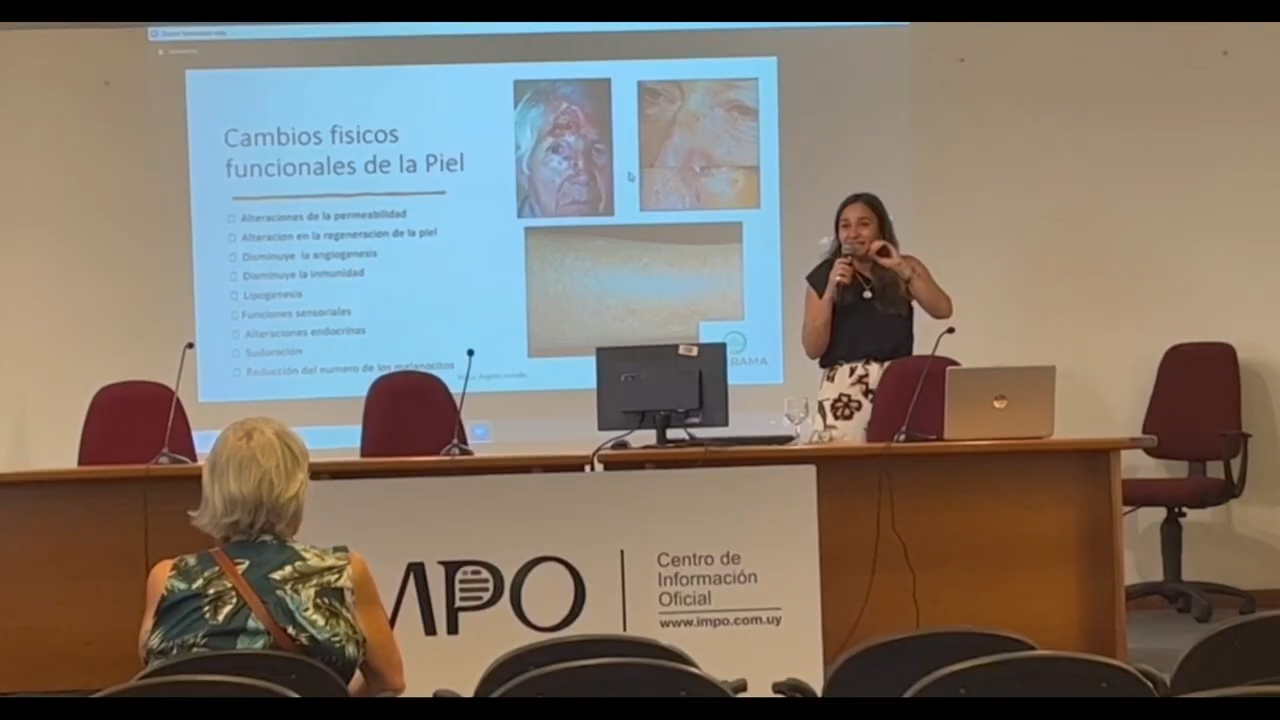 Cambios fisicos
funcionales de la Piel
Alteraciones de la permeabilidad
Alteracion en la regeneracion de la piel
Disminuye la angiogenesis
Disminuye la inmunidad
Lipogenesis
Funciones sensoriales
Alteraciones endocrinas
Sudoración
Reducción del numero de los melanocitos
RAMA
MPO
Centro de
Información
Oficial
www.impo.com.uy